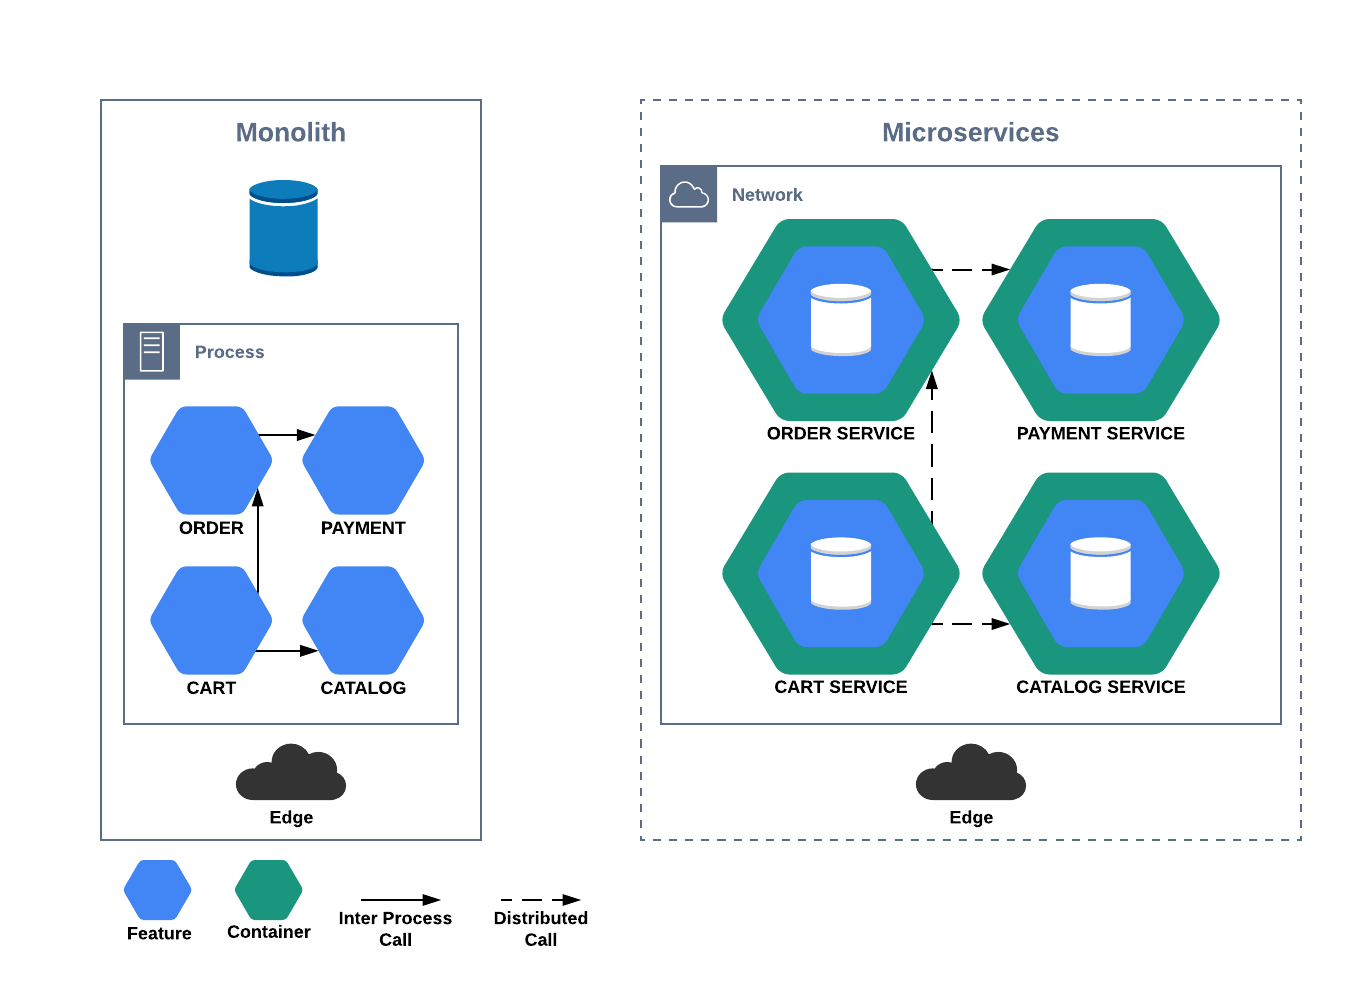 Monolith
Process
ORDER
PAYMENT
CART
CATALOG
Edge
Microservices
Network
ORDER SERVICE
PAYMENT SERVICE
CART SERVICE
CATALOG SERVICE
Edge
Feature
Container
Inter Process
Call
Distributed
Call